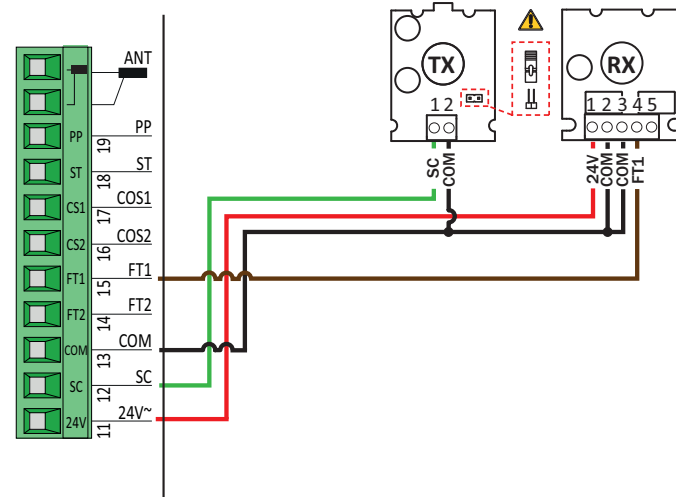 ANT
PP 19 PP
ST 18 ST
CS1 17 COS1
CS2 16 COS2
FT1 15 FT1
FT2 14 FT2
COM 13 COM
SC 12 SC
24V 11 24V~
TX
1 2
SC COM
RX
1 2 3 4 5
24V COM COM FT1